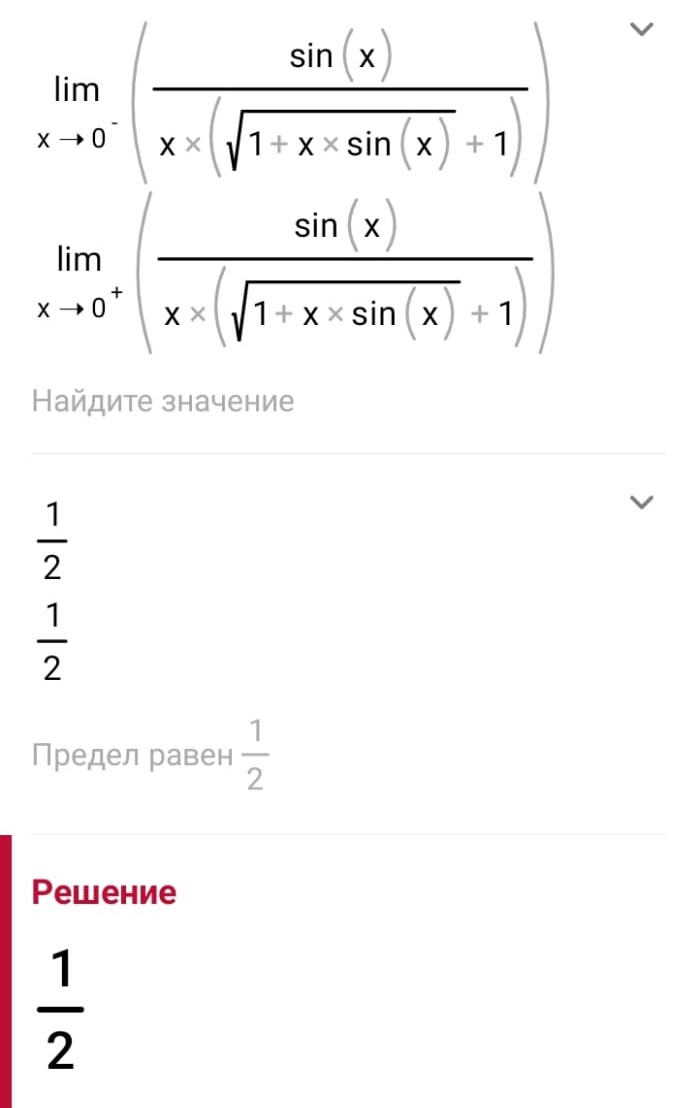 lim x → 0⁻ ( sin(x) / x × (√1 + x × sin(x) + 1) )
lim x → 0⁺ ( sin(x) / x × (√1 + x × sin(x) + 1) )
Найдите значение
1/2
1/2
Предел равен 1/2
Решение
1/2